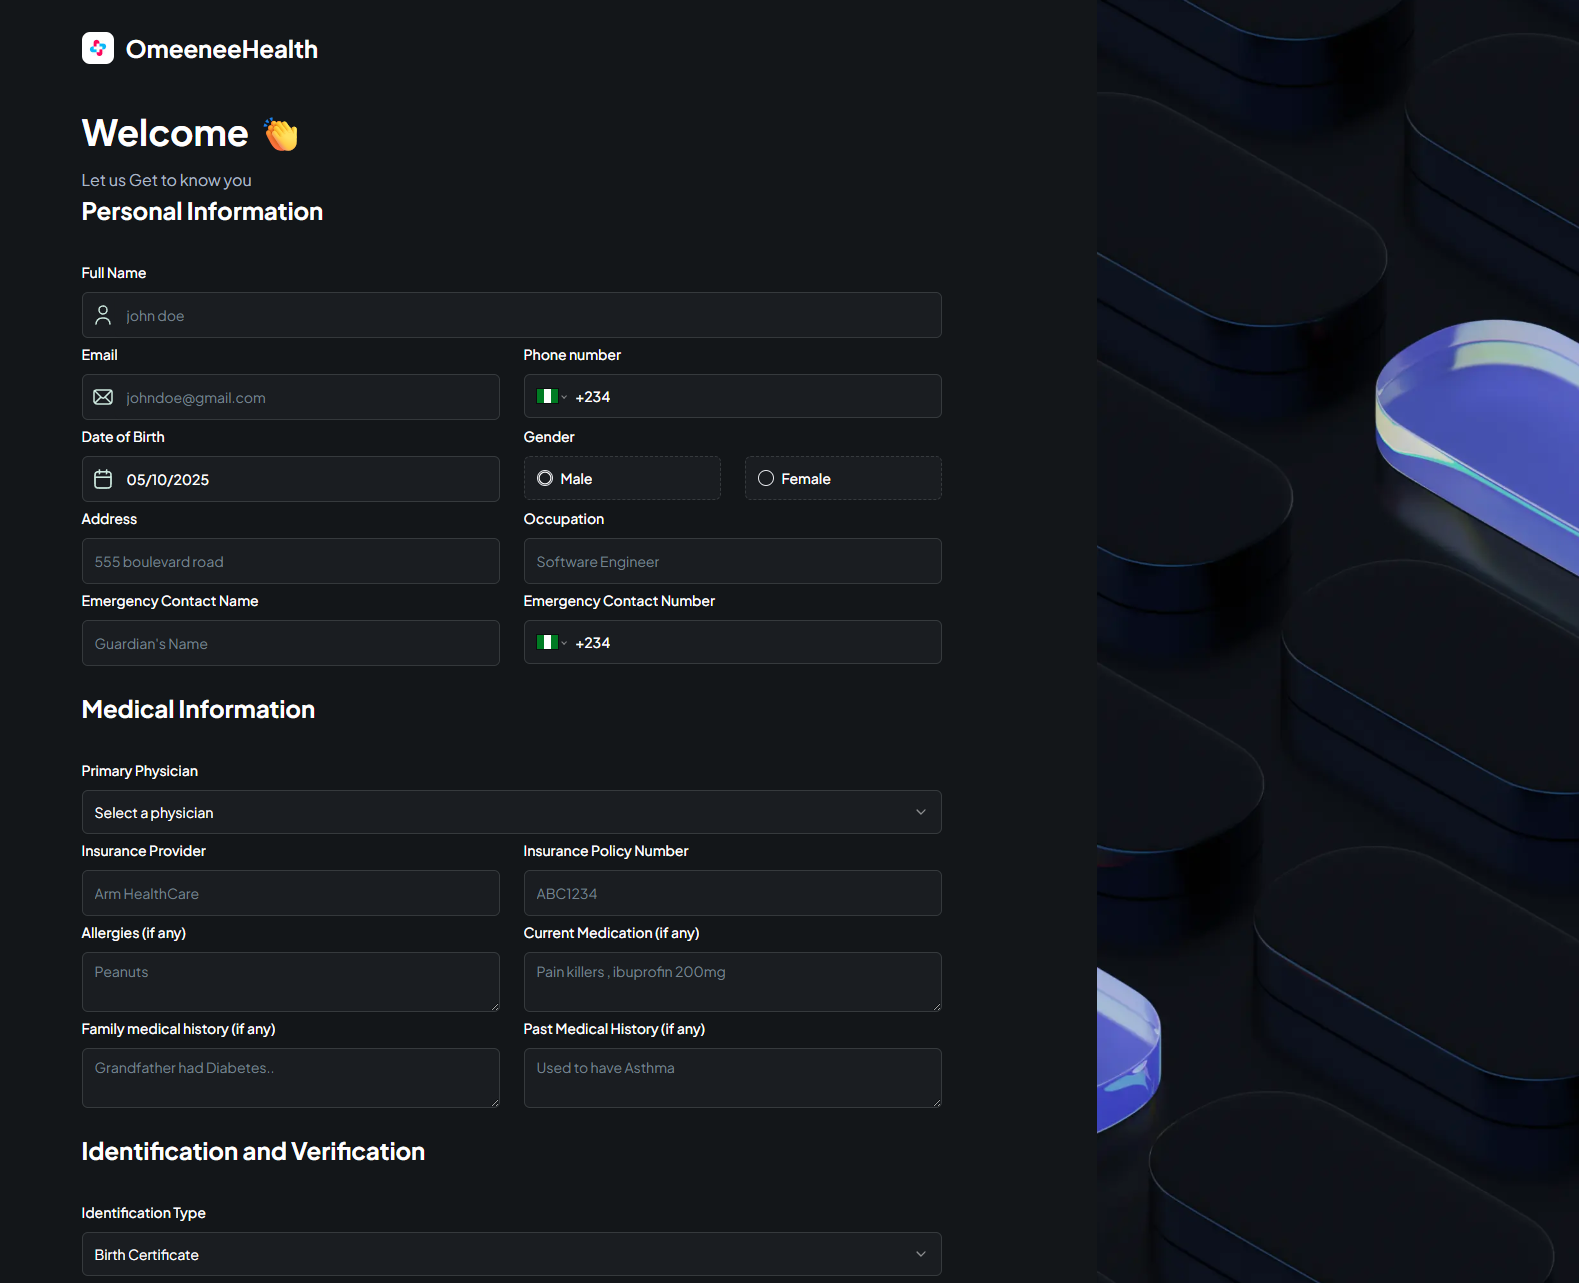 OmeeneeHealth
Welcome 👏
Let us Get to know you
Personal Information
Full Name
john doe
Email
Phone number
johndoe@gmail.com
+234
Date of Birth
Gender
05/10/2025
Male
Female
Address
Occupation
555 boulevard road
Software Engineer
Emergency Contact Name
Emergency Contact Number
Guardian's Name
+234
Medical Information
Primary Physician
Select a physician
Insurance Provider
Insurance Policy Number
Arm HealthCare
ABC1234
Allergies (if any)
Current Medication (if any)
Peanuts
Pain killers , ibuprofin 200mg
Family medical history (if any)
Past Medical History (if any)
Grandfather had Diabetes..
Used to have Asthma
Identification and Verification
Identification Type
Birth Certificate